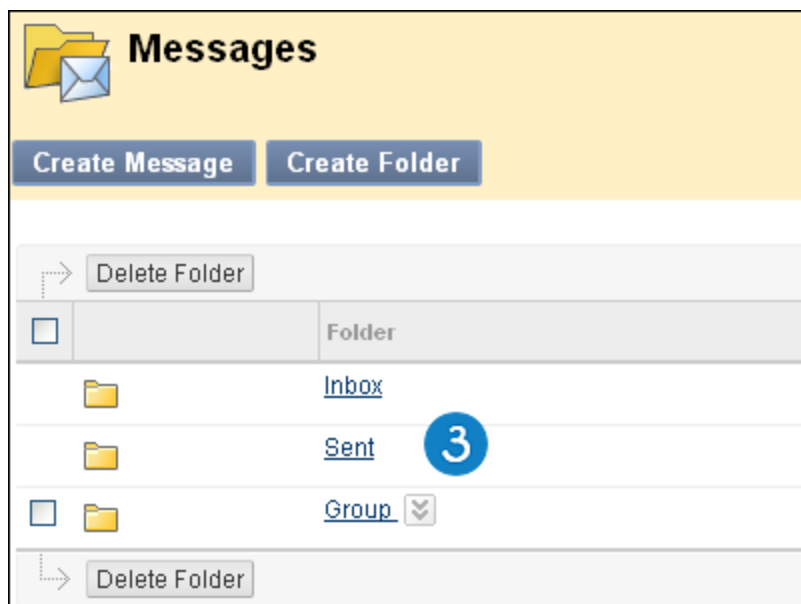 Messages
Create Message Create Folder
Delete Folder
Folder
Inbox
Sent 3
Group
Delete Folder